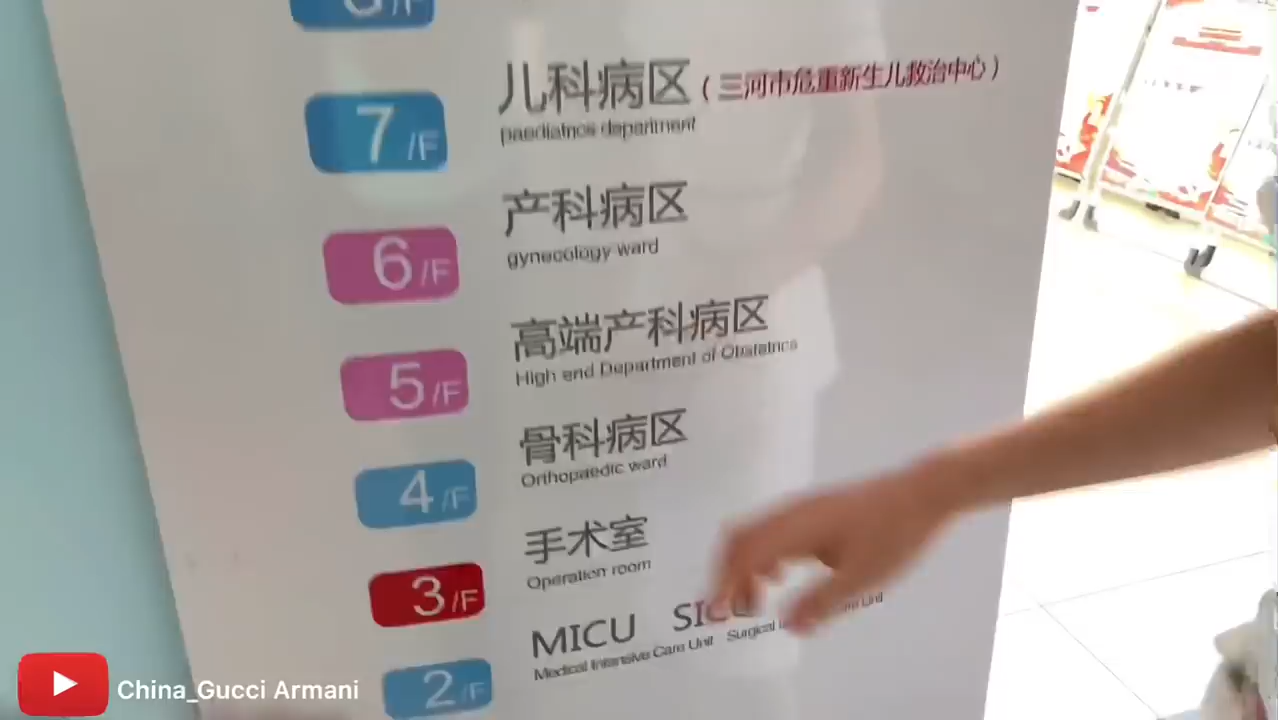 7/F
儿科病区（三河市危重新生儿救治中心）
paediatrics department
6/F
产科病区
gynecology ward
5/F
高端产科病区
High end Department of Obstetrics
4/F
骨科病区
Orthopaedic ward
3/F
手术室
Operation room
2/F
MICU SICU
Medical Intensive Care Unit Surgical
China_Gucci Armani